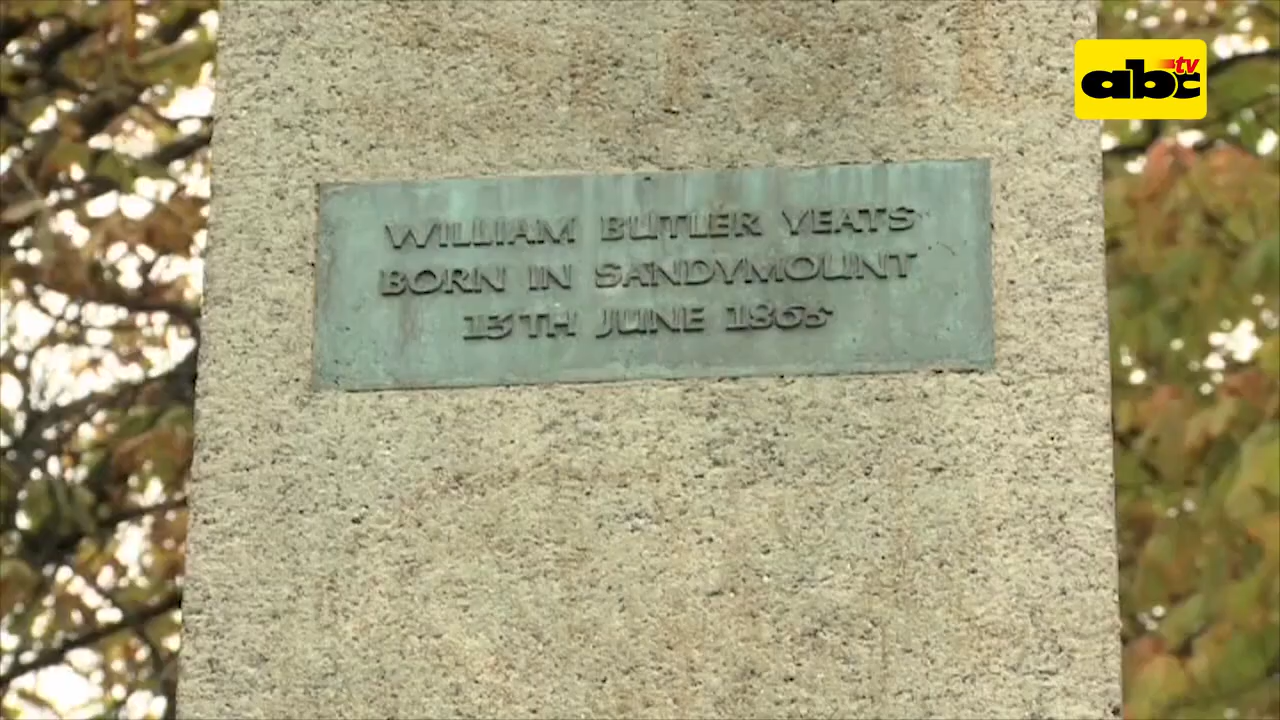 abc tv
WILLIAM BUTLER YEATS
BORN IN SANDYMOUNT
13TH JUNE 1865